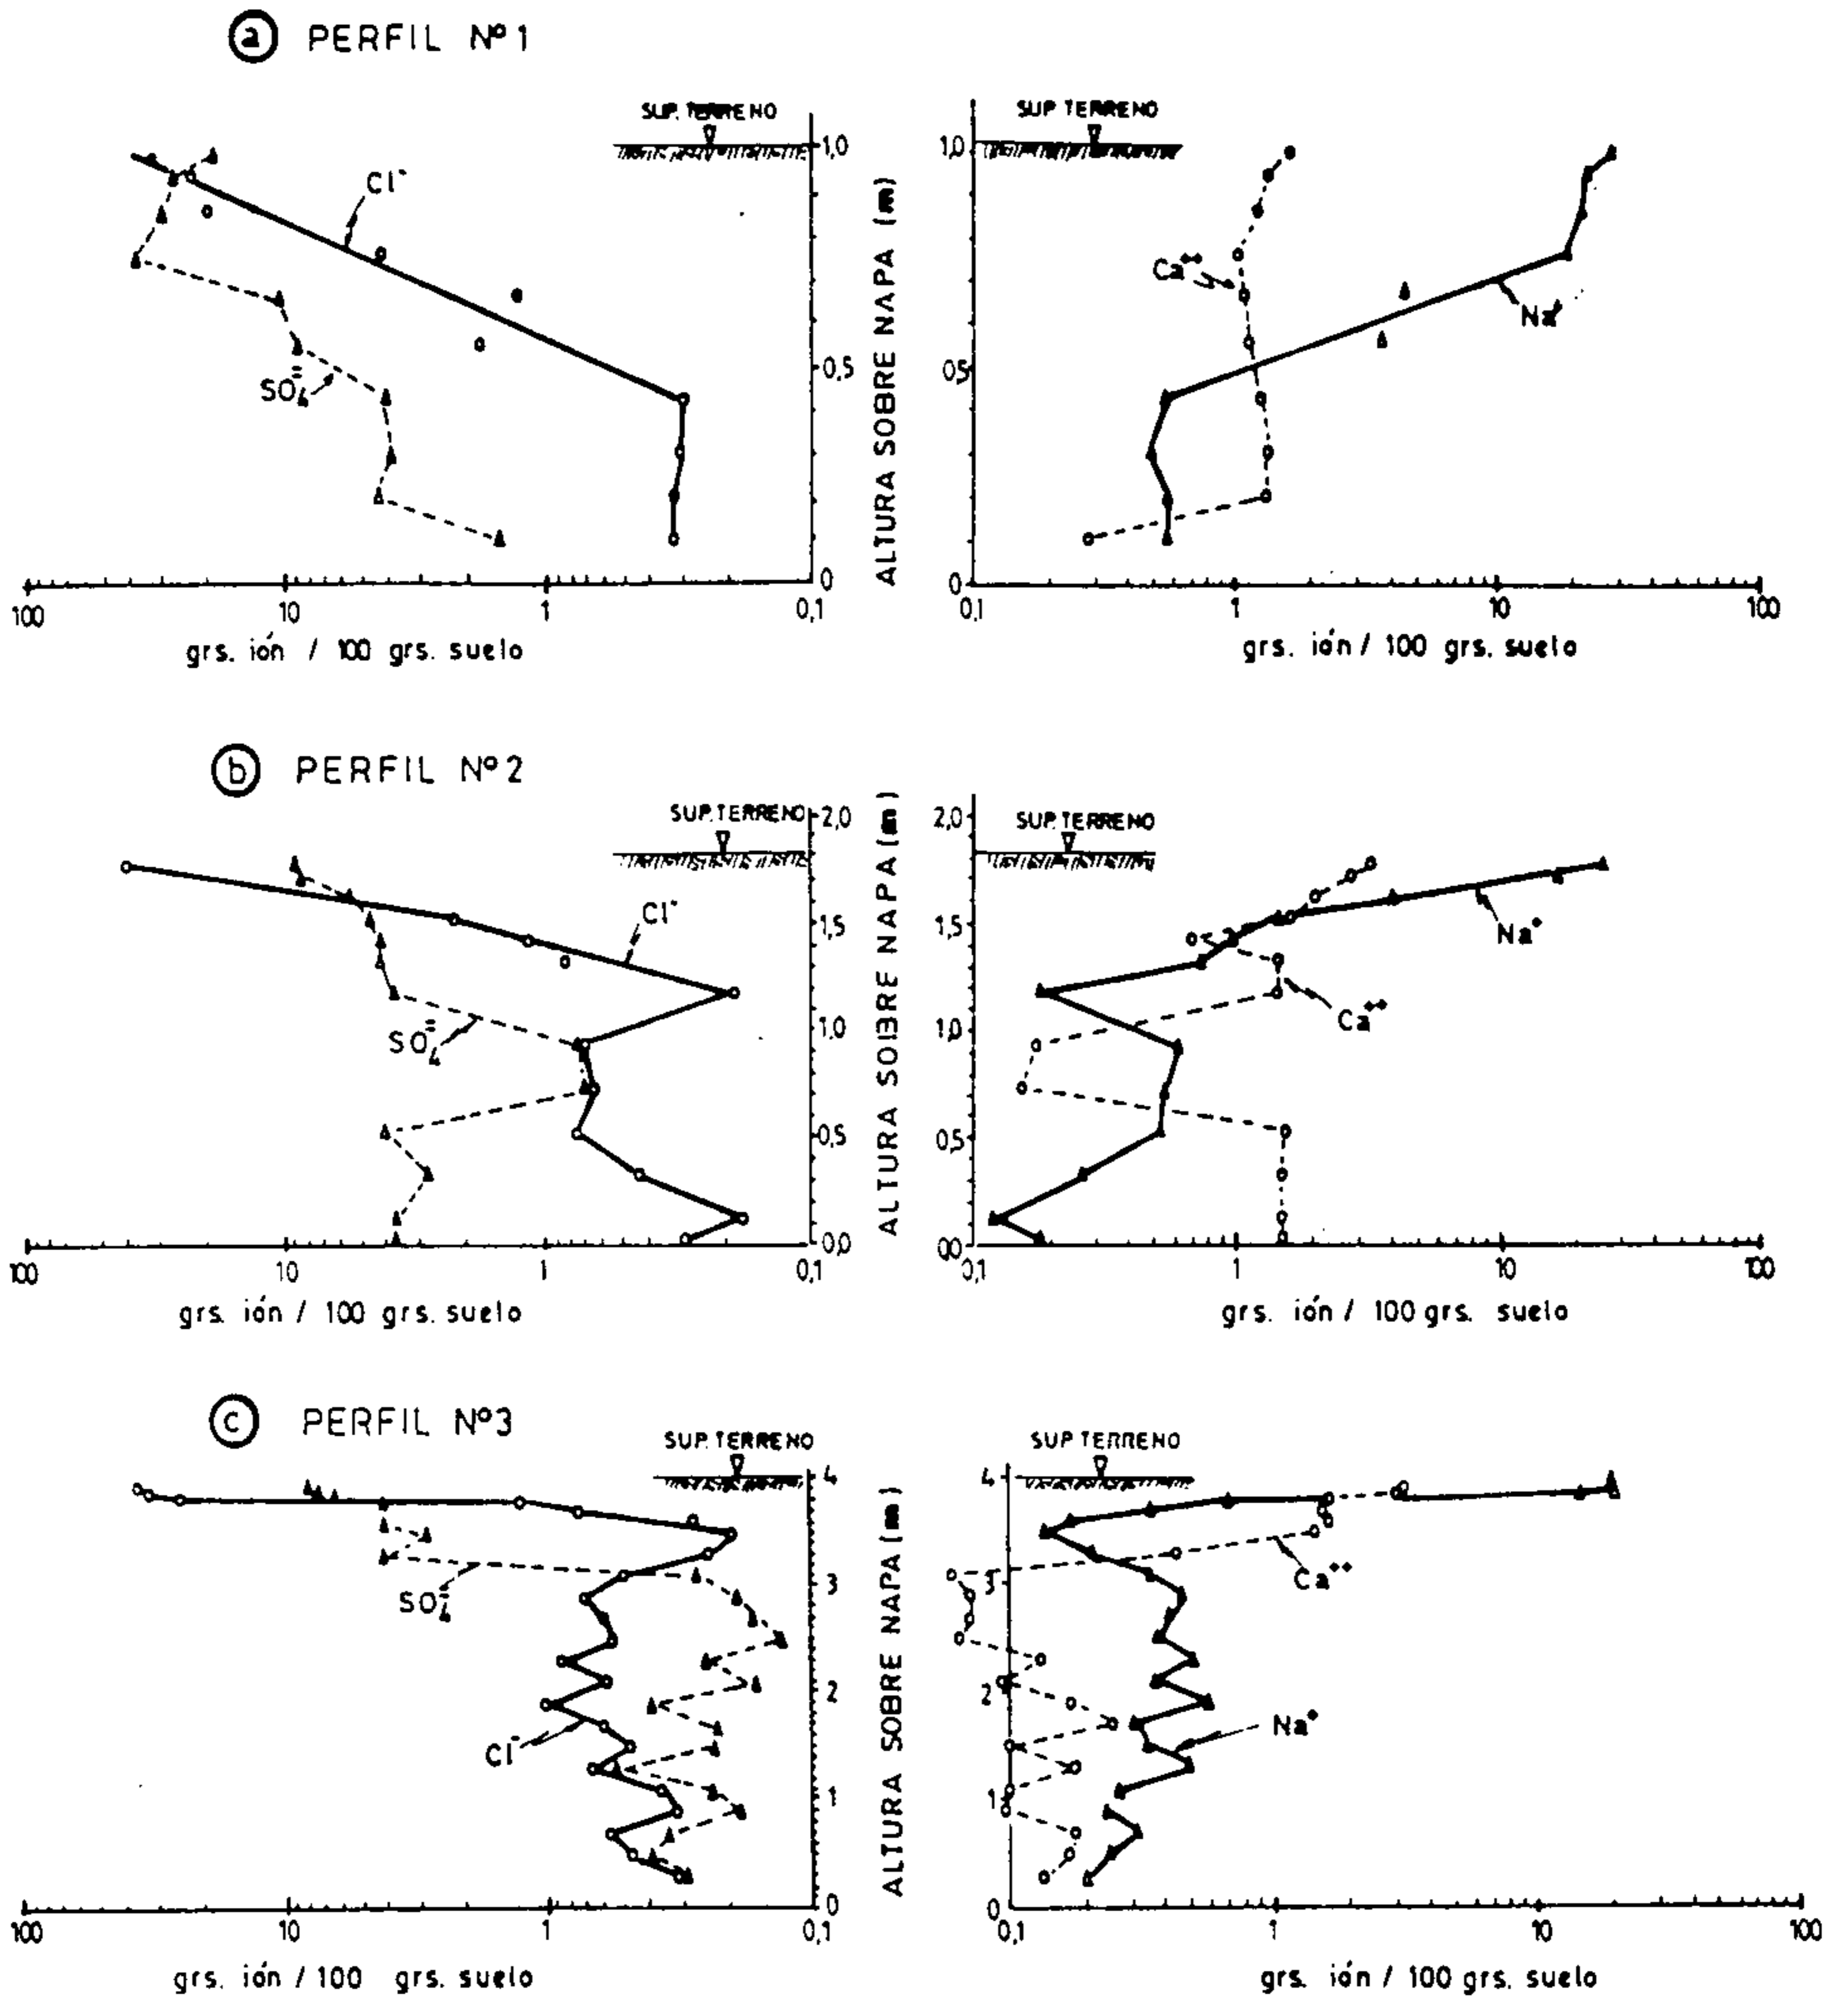 a PERFIL Nº 1
SUP. TERRENO
SUP TERRENO
1,0
1,0
Cl-
ALTURA SOBRE NAPA (m)
Ca++
Na+
0,5
0,5
SO4=
0
0
100 10 1 0,1
0,1 1 10 100
grs. ión / 100 grs. suelo
grs. ión / 100 grs. suelo
b PERFIL Nº 2
SUP. TERRENO
SUP. TERRENO
2,0
2,0
Cl-
ALTURA SOBRE NAPA (m)
Na+
1,5
1,5
Ca++
SO4=
1,0
1,0
0,5
0,5
0,0
0,0
100 10 1 0,1
0,1 1 10 100
grs. ión / 100 grs. suelo
grs. ión / 100 grs. suelo
c PERFIL Nº 3
SUP. TERRENO
SUP TERRENO
4
4
SO4=
Ca++
3
3
ALTURA SOBRE NAPA (m)
2
2
Cl-
Na+
1
1
0
0
100 10 1 0,1
0,1 1 10 100
grs. ión / 100 grs. suelo
grs. ión / 100 grs. suelo